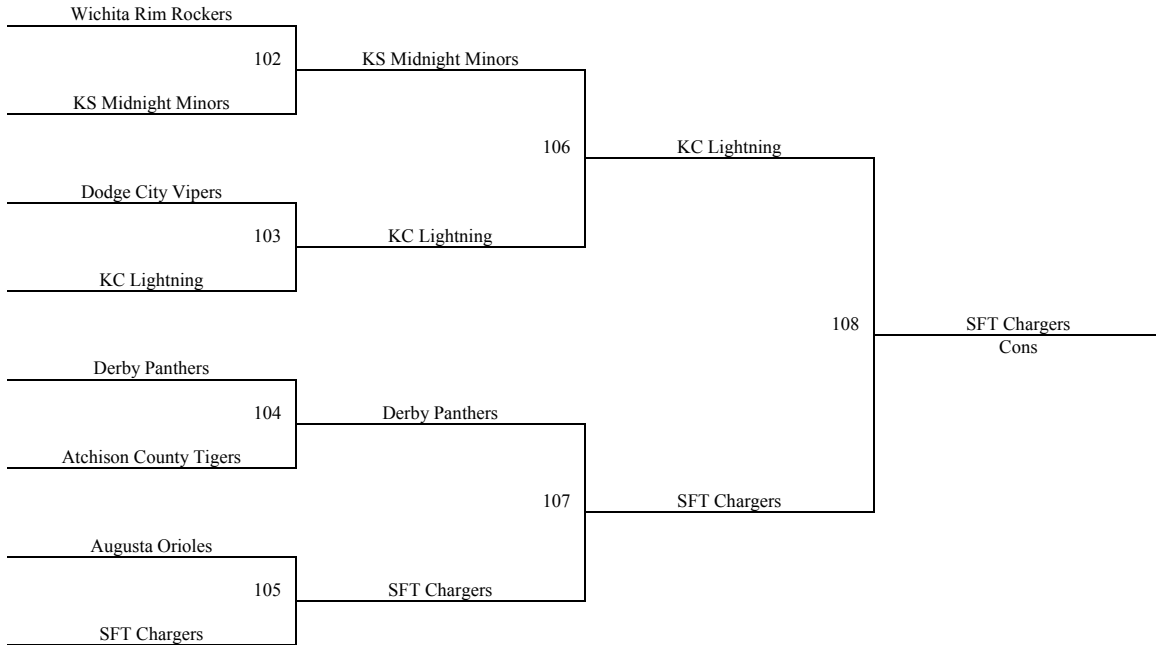 Wichita Rim Rockers
102
KS Midnight Minors
KS Midnight Minors
106
KC Lightning
Dodge City Vipers
103
KC Lightning
KC Lightning
108
SFT Chargers
Cons
Derby Panthers
104
Derby Panthers
Atchison County Tigers
107
SFT Chargers
Augusta Orioles
105
SFT Chargers
SFT Chargers